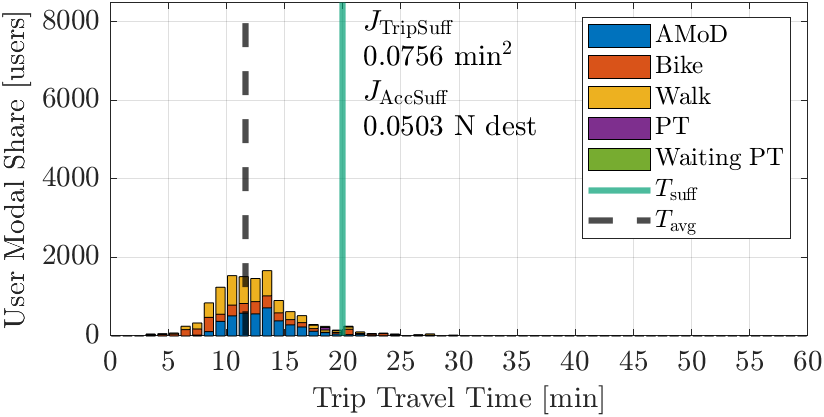 8000
6000
4000
2000
0
User Modal Share [users]
0 5 10 15 20 25 30 35 40 45 50 55 60
Trip Travel Time [min]
J_TripSuff
0.0756 min²
J_AccSuff
0.0503 N dest
AMoD
Bike
Walk
PT
Waiting PT
T_suff
T_avg